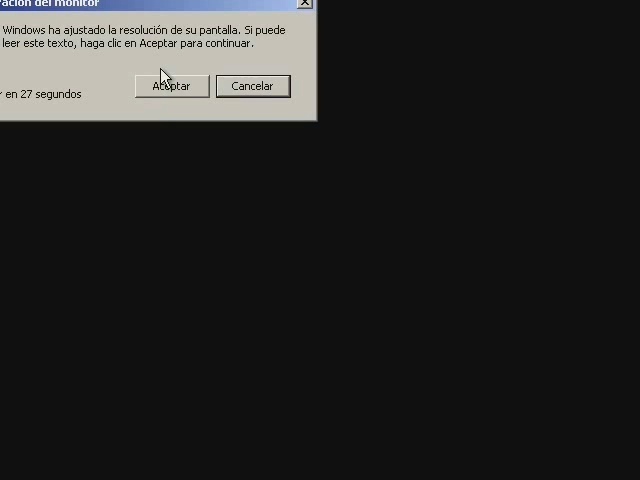 ración del monitor
Windows ha ajustado la resolución de su pantalla. Si puede
leer este texto, haga clic en Aceptar para continuar.
r en 27 segundos
Aceptar
Cancelar